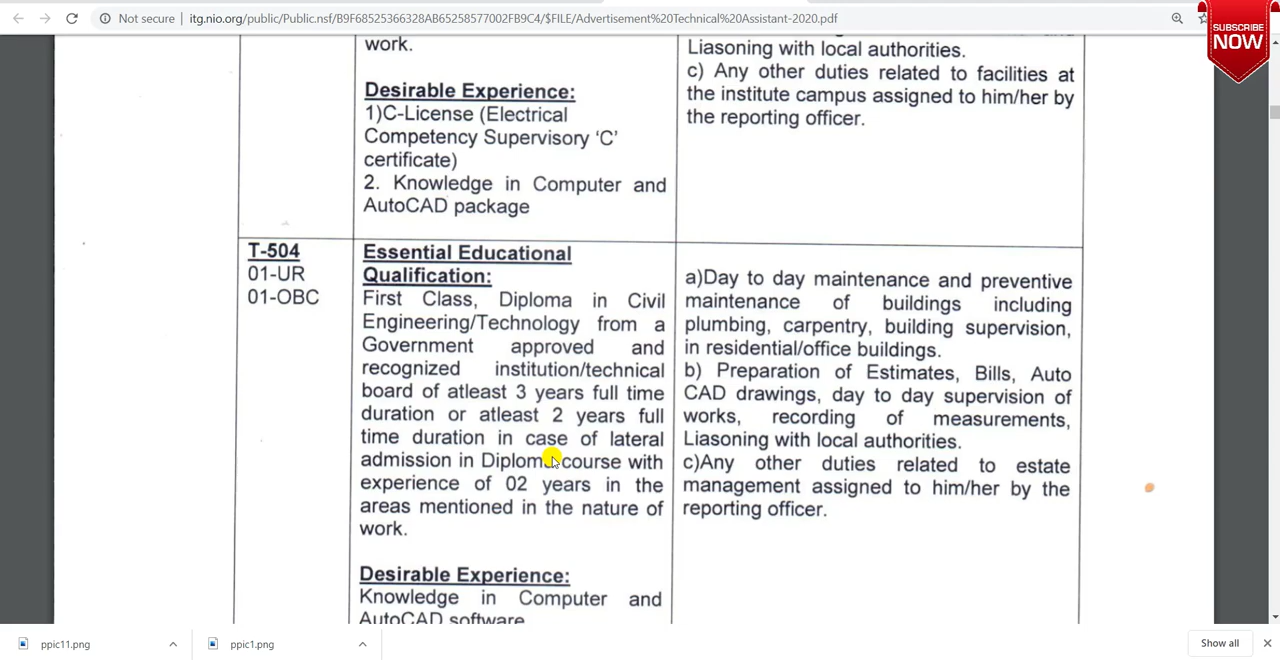 Not secure | itg.nio.org/public/Public.nsf/B9F68525366328AB65258577002FB9C4/$FILE/Advertisement%20Technical%20Assistant-2020.pdf
SUBSCRIBE
NOW
work.
Desirable Experience:
1)C-License (Electrical
Competency Supervisory 'C'
certificate)
2. Knowledge in Computer and
AutoCAD package
Liasoning with local authorities.
c) Any other duties related to facilities at
the institute campus assigned to him/her by
the reporting officer.
T-504
01-UR
01-OBC
Essential Educational
Qualification:
First Class, Diploma in Civil
Engineering/Technology from a
Government approved and
recognized institution/technical
board of atleast 3 years full time
duration or atleast 2 years full
time duration in case of lateral
admission in Diploma course with
experience of 02 years in the
areas mentioned in the nature of
work.
Desirable Experience:
Knowledge in Computer and
AutoCAD software
a)Day to day maintenance and preventive
maintenance of buildings including
plumbing, carpentry, building supervision,
in residential/office buildings.
b) Preparation of Estimates, Bills, Auto
CAD drawings, day to day supervision of
works, recording of measurements,
Liasoning with local authorities.
c)Any other duties related to estate
management assigned to him/her by the
reporting officer.
ppic11.png
ppic1.png
Show all